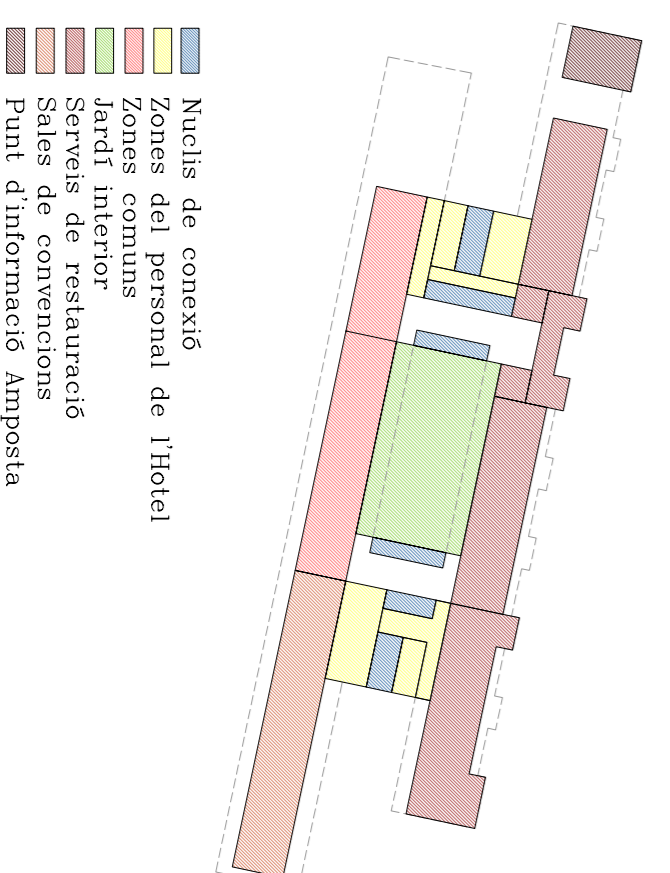 Nuclis de conexió
Zones del personal de l'Hotel
Zones comuns
Jardí interior
Serveis de restauració
Sales de convencions
Punt d'informació Amposta